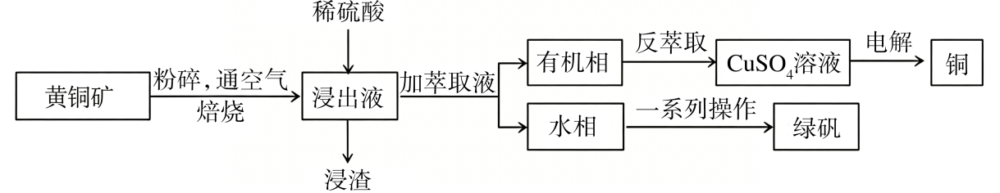 稀硫酸
黄铜矿
粉碎,通空气
焙烧
浸出液
浸渣
加萃取液
有机相
反萃取
CuSO₄溶液
电解
铜
水相
一系列操作
绿矾